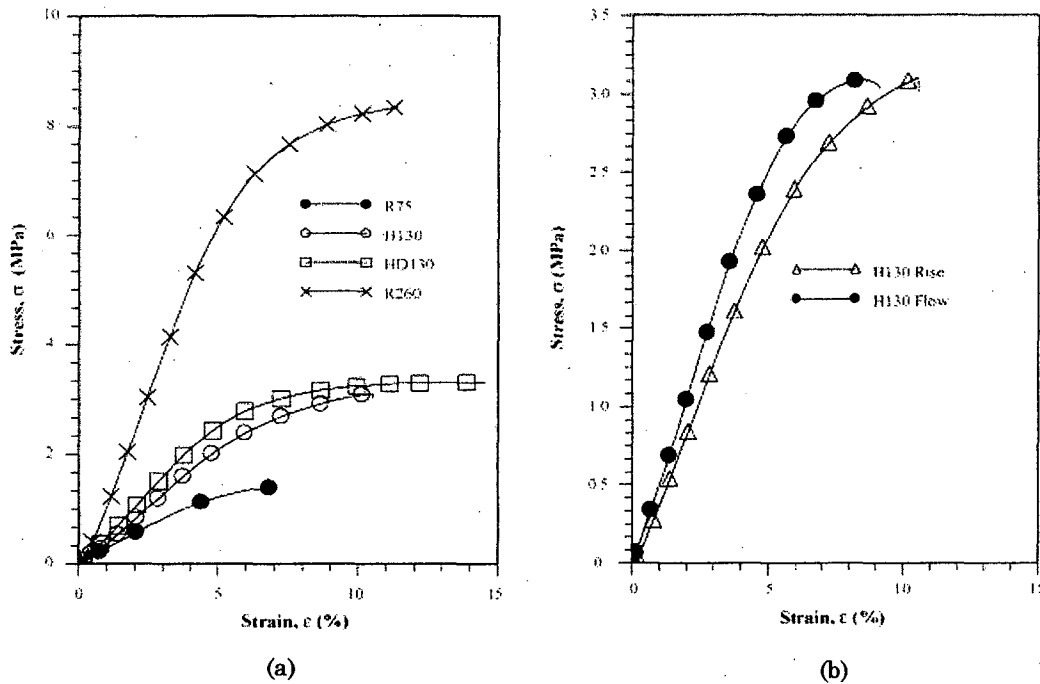 10
8
6
4
2
0
Stress, σ (MPa)
R75
H130
HD130
R260
0
5
10
15
Strain, ε (%)
(a)
3.5
3.0
2.5
2.0
1.5
1.0
0.5
0
Stress, σ (MPa)
H130 Rise
H130 Flow
0
5
10
15
Strain, ε (%)
(b)